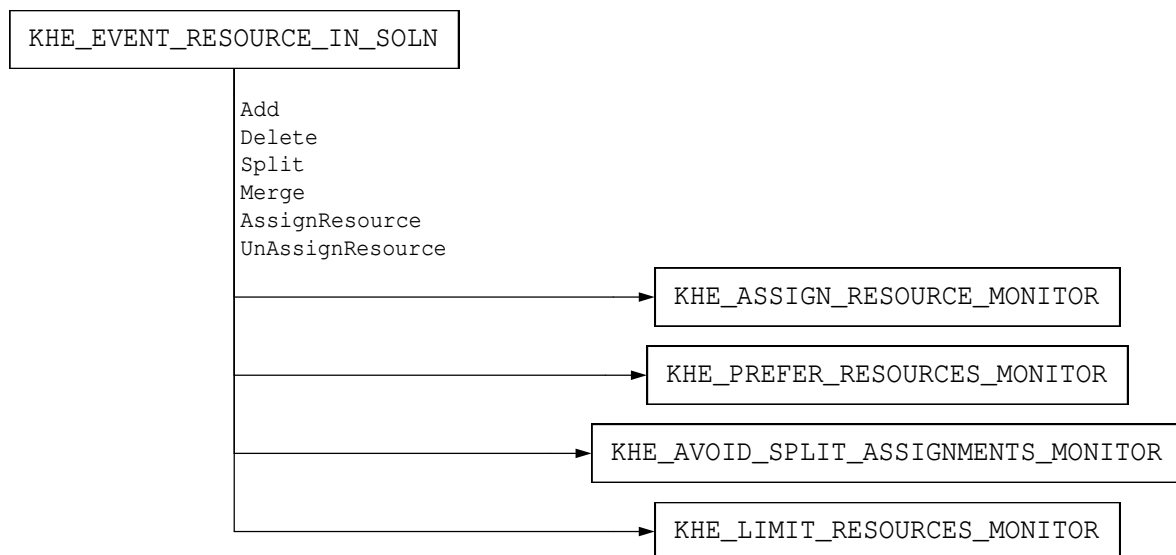 KHE_EVENT_RESOURCE_IN_SOLN
Add
Delete
Split
Merge
AssignResource
UnAssignResource
KHE_ASSIGN_RESOURCE_MONITOR
KHE_PREFER_RESOURCES_MONITOR
KHE_AVOID_SPLIT_ASSIGNMENTS_MONITOR
KHE_LIMIT_RESOURCES_MONITOR